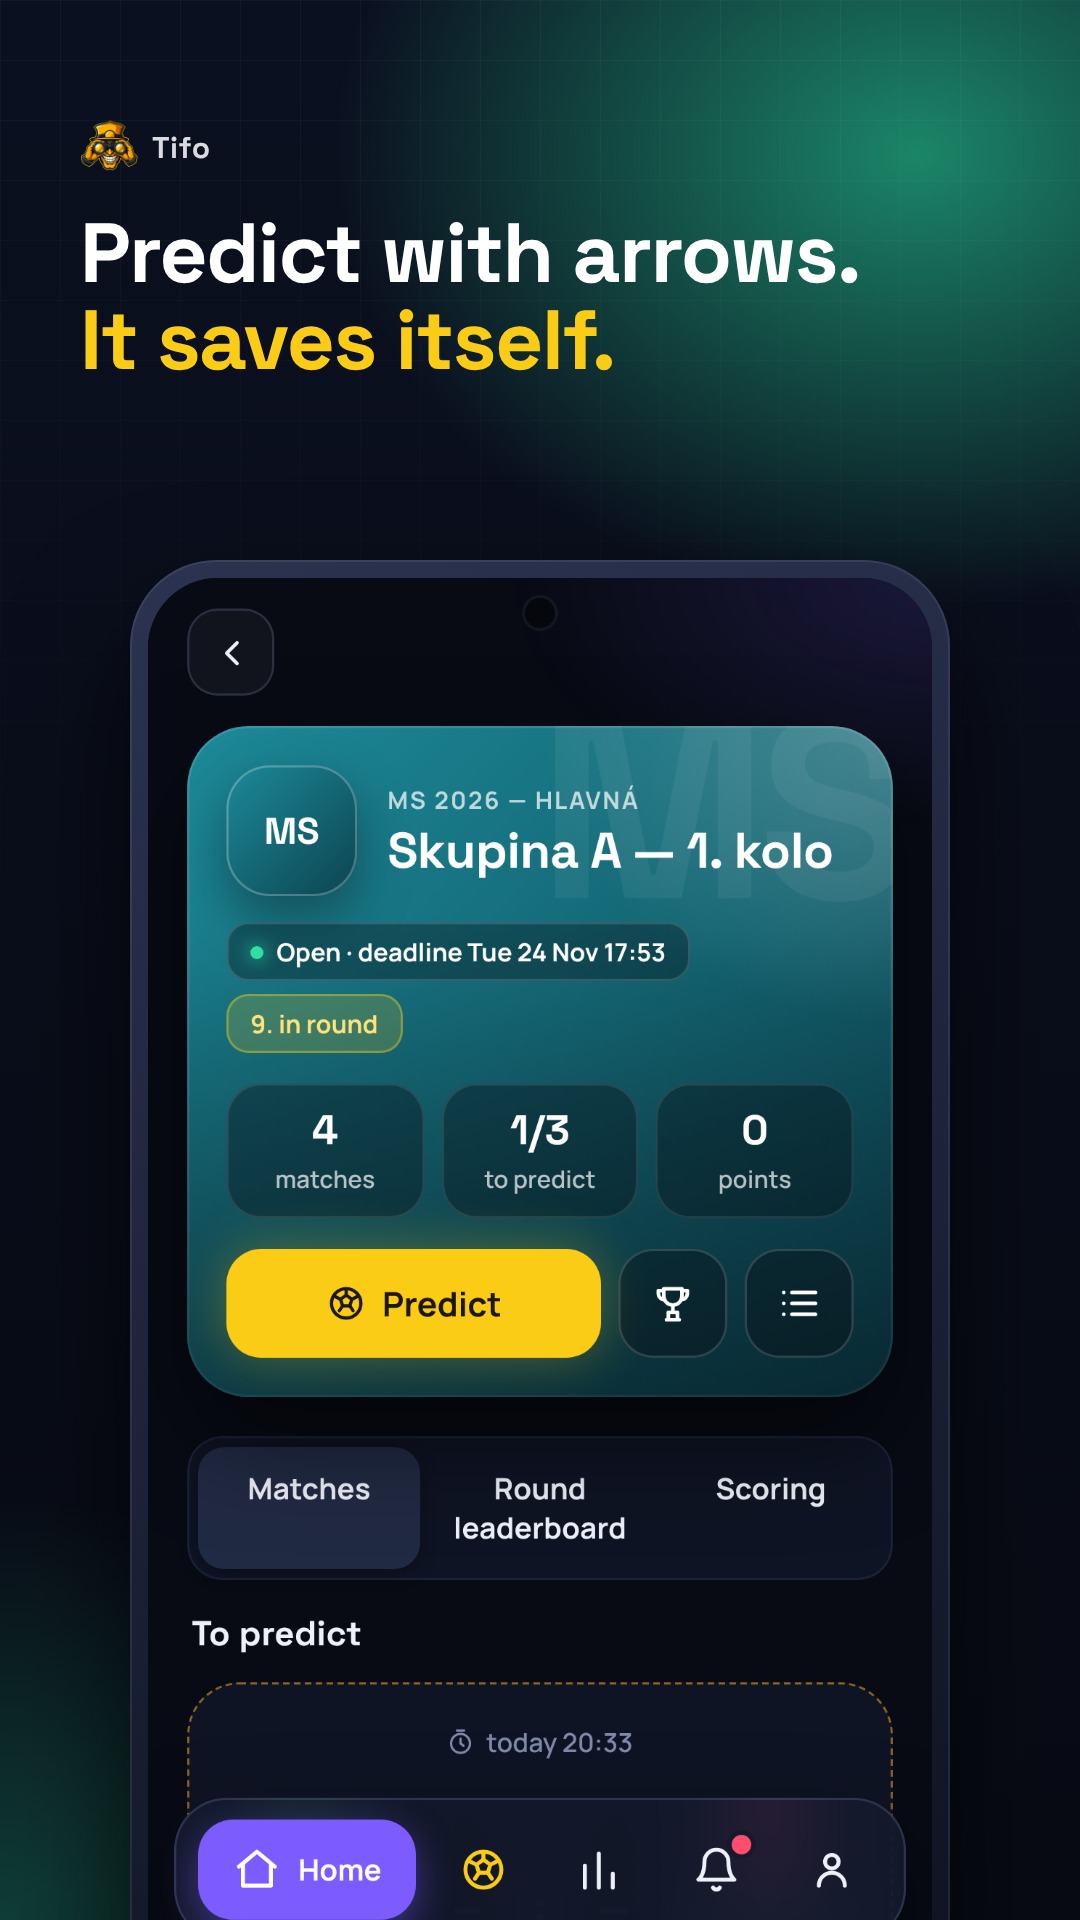 Tifo
Predict with arrows.
It saves itself.
MS
MS
MS 2026 — HLAVNÁ
Skupina A — 1. kolo
Open · deadline Tue 24 Nov 17:53
9. in round
4
matches
1/3
to predict
0
points
Predict
Matches
Round
leaderboard
Scoring
To predict
today 20:33
Home